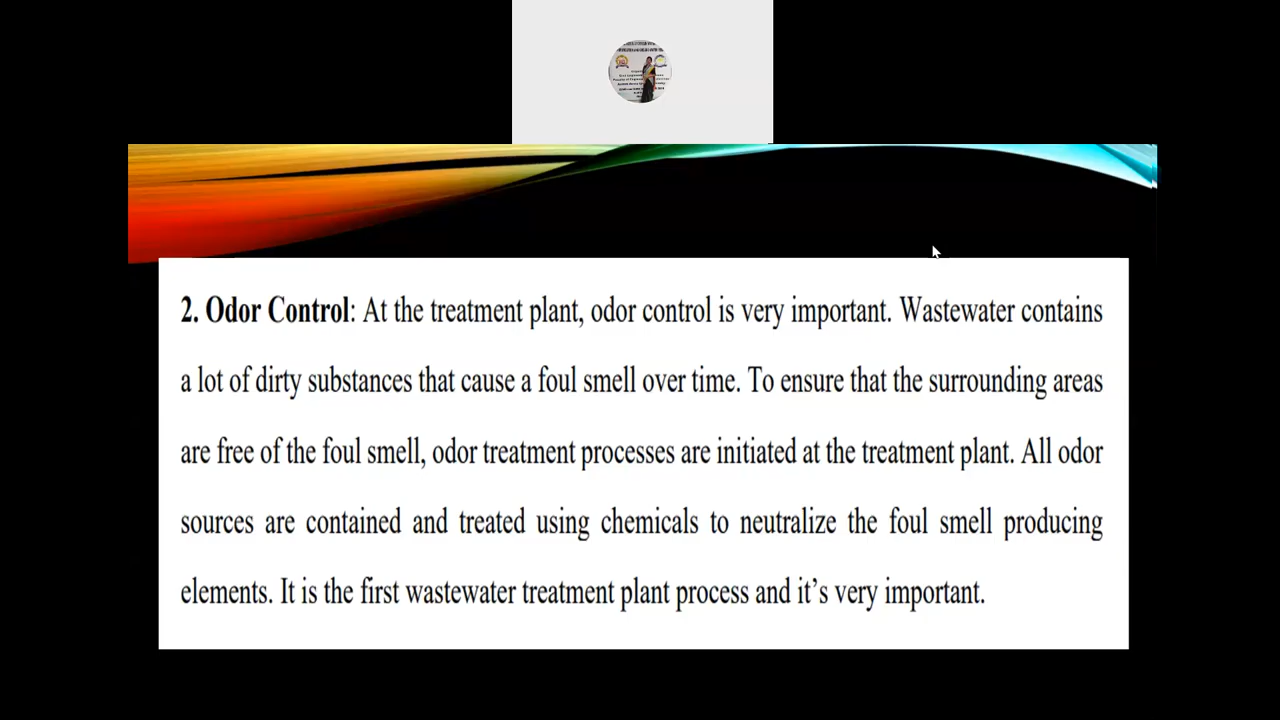 2. Odor Control: At the treatment plant, odor control is very important. Wastewater contains
a lot of dirty substances that cause a foul smell over time. To ensure that the surrounding areas
are free of the foul smell, odor treatment processes are initiated at the treatment plant. All odor
sources are contained and treated using chemicals to neutralize the foul smell producing
elements. It is the first wastewater treatment plant process and it’s very important.